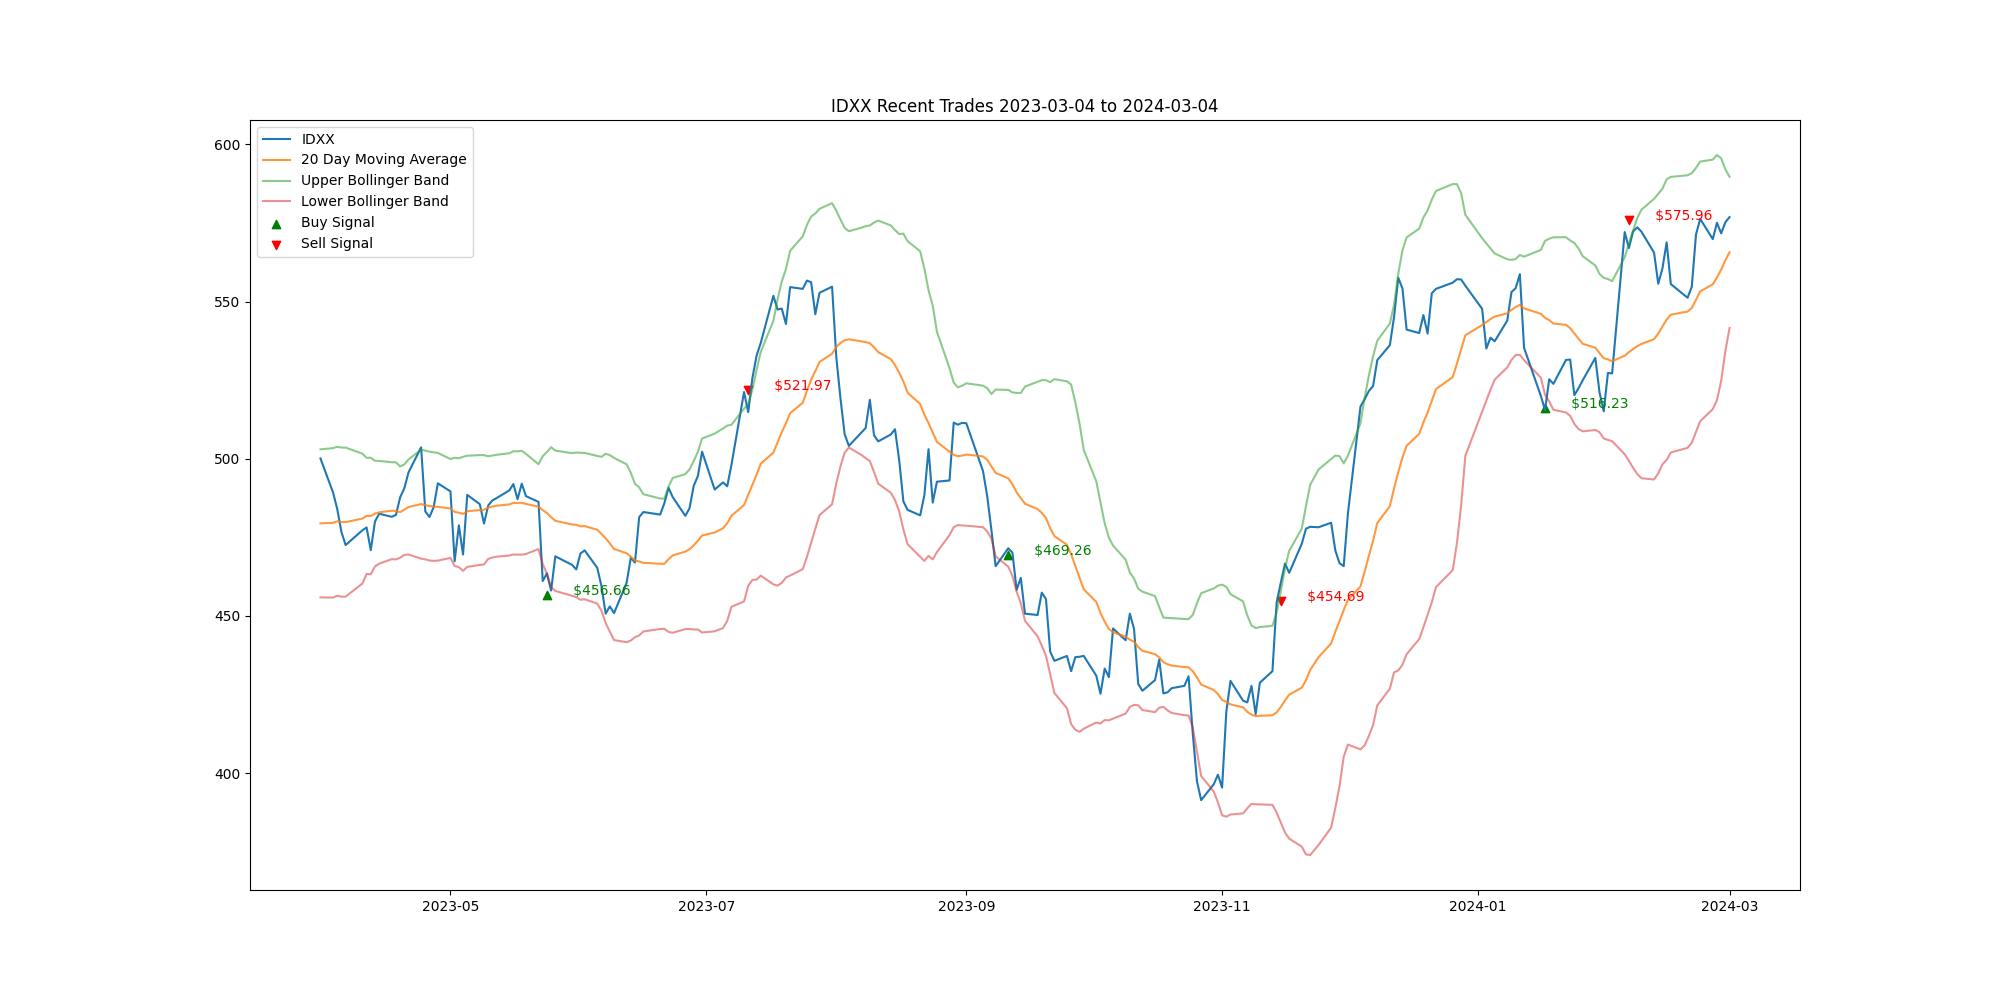 IDXX Recent Trades 2023-03-04 to 2024-03-04
IDXX
20 Day Moving Average
Upper Bollinger Band
Lower Bollinger Band
Buy Signal
Sell Signal
600
550
500
450
400
$575.96
$521.97
$516.23
$469.26
$456.66
$454.69
2023-05
2023-07
2023-09
2023-11
2024-01
2024-03